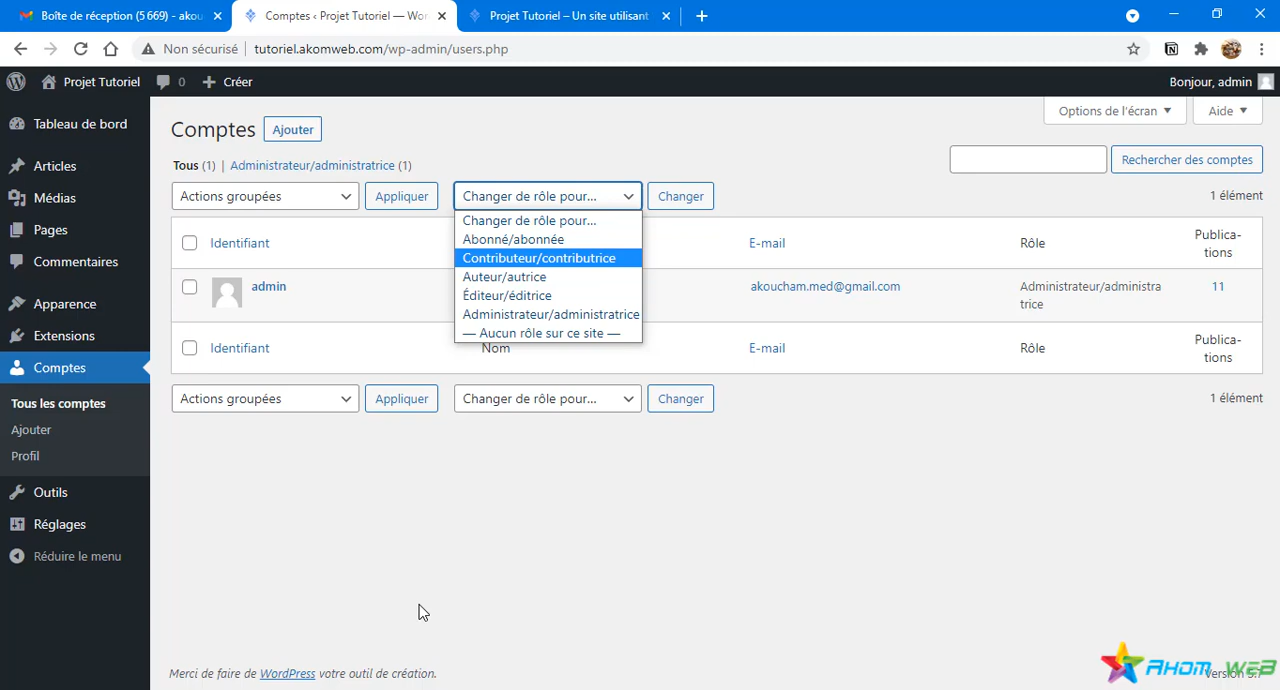 Boîte de réception (5 669) - akou
Comptes ‹ Projet Tutoriel — Wor
Projet Tutoriel – Un site utilisant
Non sécurisé
tutoriel.akomweb.com/wp-admin/users.php
Projet Tutoriel
0
Créer
Bonjour, admin
Tableau de bord
Articles
Médias
Pages
Commentaires
Apparence
Extensions
Comptes
Tous les comptes
Ajouter
Profil
Outils
Réglages
Réduire le menu
Options de l'écran
Aide
Comptes
Ajouter
Tous (1) | Administrateur/administratrice (1)
Rechercher des comptes
Actions groupées
Appliquer
Changer de rôle pour...
Changer
1 élément
Changer de rôle pour...
Abonné/abonnée
Contributeur/contributrice
Auteur/autrice
Éditeur/éditrice
Administrateur/administratrice
— Aucun rôle sur ce site —
Identifiant
E-mail
Rôle
Publica-
tions
admin
akoucham.med@gmail.com
Administrateur/administra
trice
11
Identifiant
Nom
E-mail
Rôle
Publica-
tions
Actions groupées
Appliquer
Changer de rôle pour...
Changer
1 élément
Merci de faire de WordPress votre outil de création.
AHOM WEB